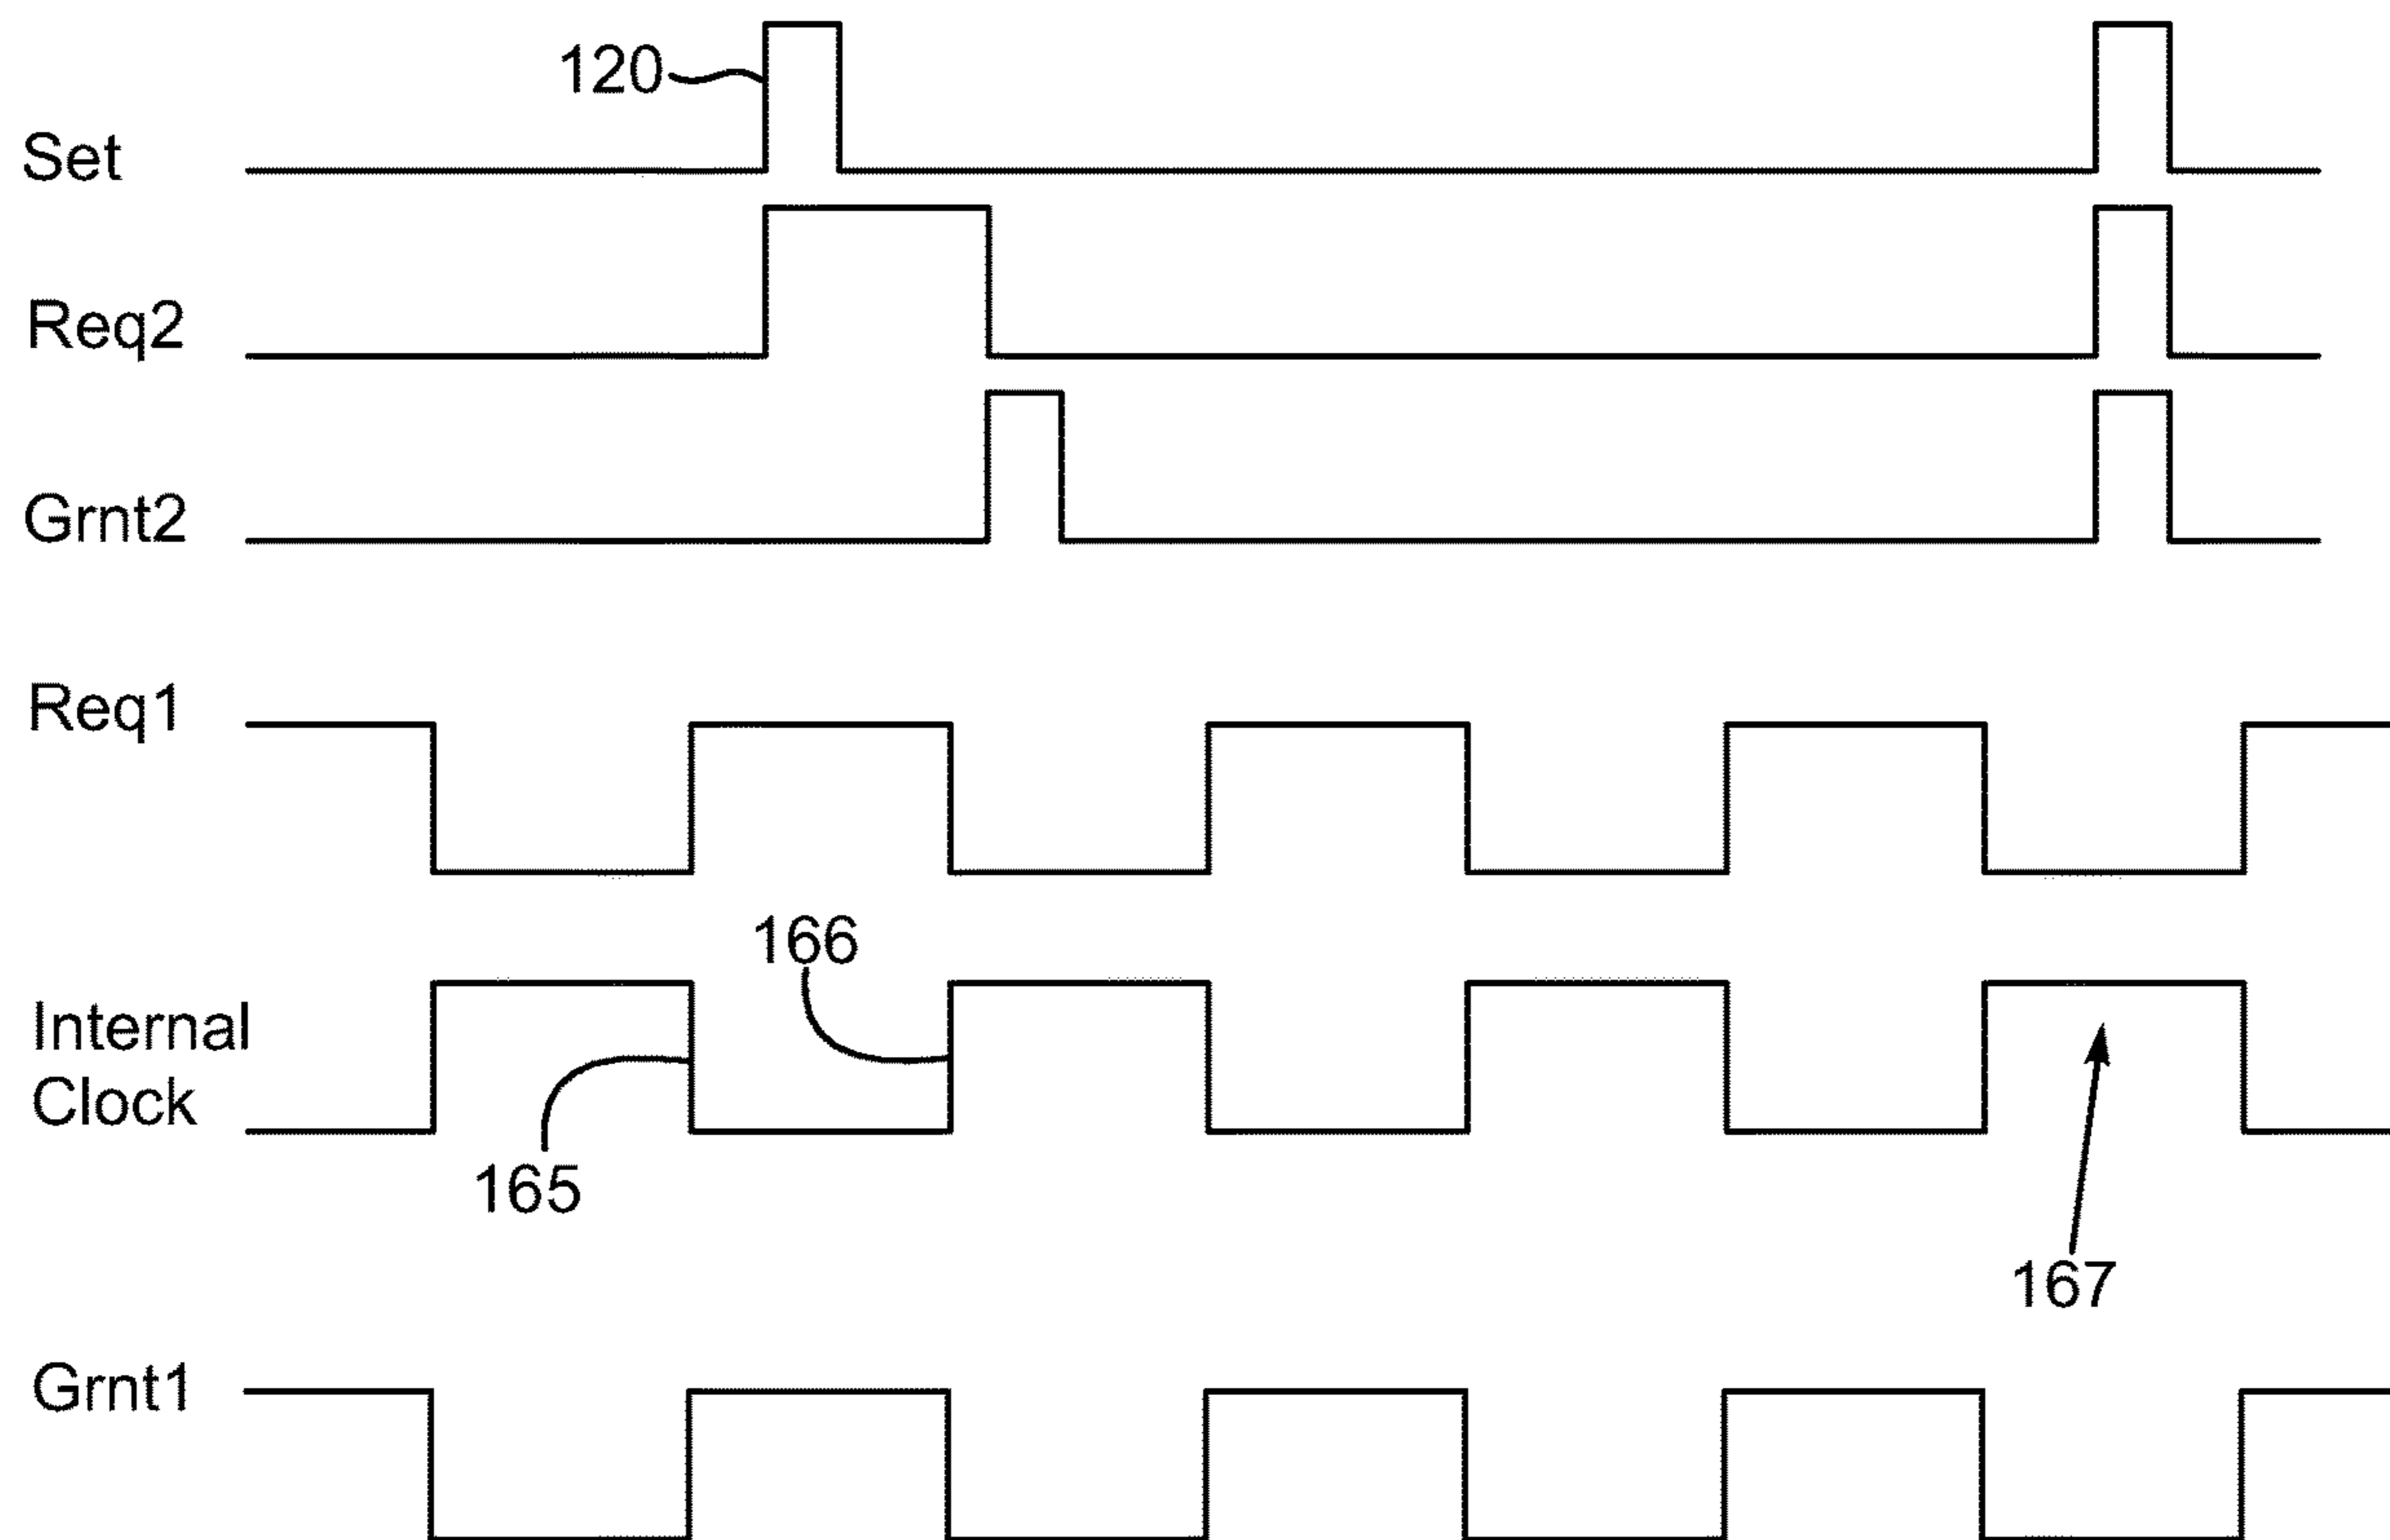 120
Set
Req2
Grnt2
Req1
166
Internal
Clock
165
167
Grnt1